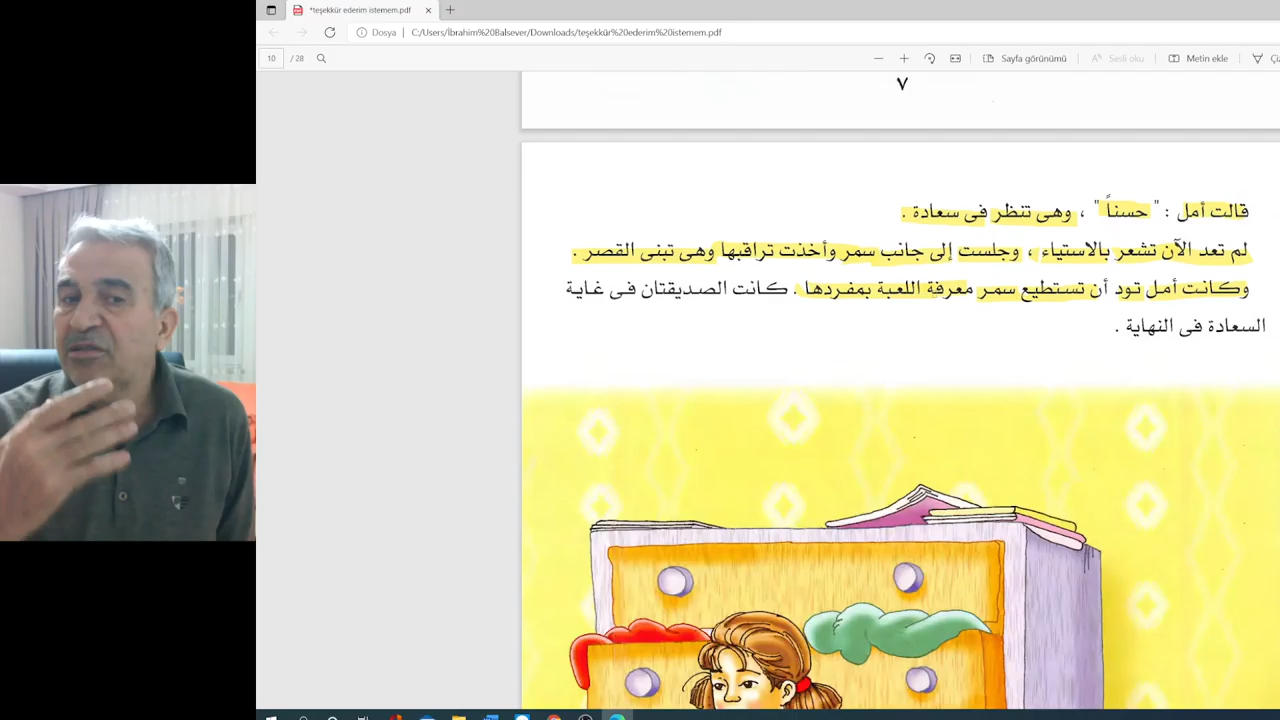 *teşekkür ederim istemem.pdf
Dosya C:/Users/İbrahim%20Balsever/Downloads/teşekkür%20ederim%20istemem.pdf
10 / 28 Sayfa görünümü Sesli oku Metin ekle
٧
قالت أمل : " حسناً " ، وهى تنظر فى سعادة .
لم تعد الآن تشعر بالاستياء ، وجلست إلى جانب سمر وأخذت تراقبها وهى تبنى القصر .
وكانت أمل تود أن تستطيع سمر معرفة اللعبة بمفردها . كانت الصديقتان فى غاية
السعادة فى النهاية .